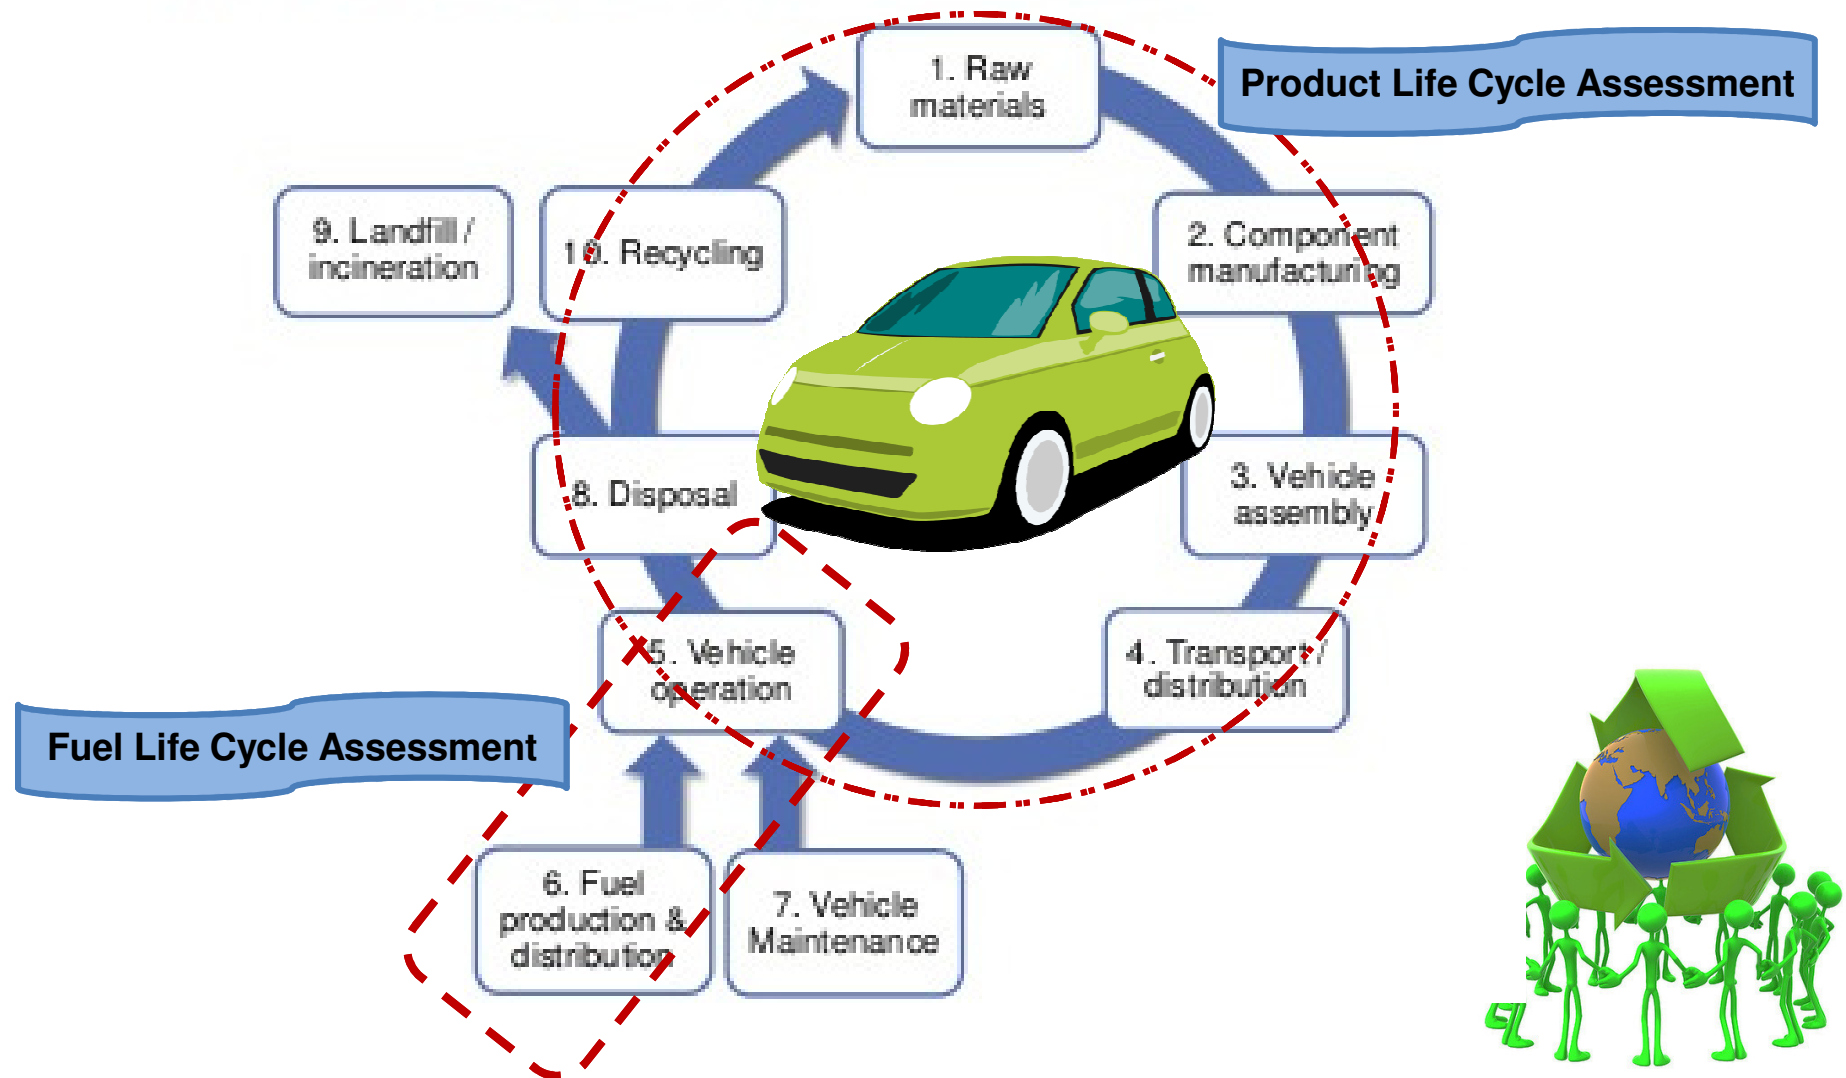 1. Raw
materials
Product Life Cycle Assessment
2. Component
manufacturing
3. Vehicle
assembly
4. Transport /
distribution
5. Vehicle
operation
Fuel Life Cycle Assessment
6. Fuel
production &
distribution
7. Vehicle
Maintenance
8. Disposal
9. Landfill /
incineration
10. Recycling